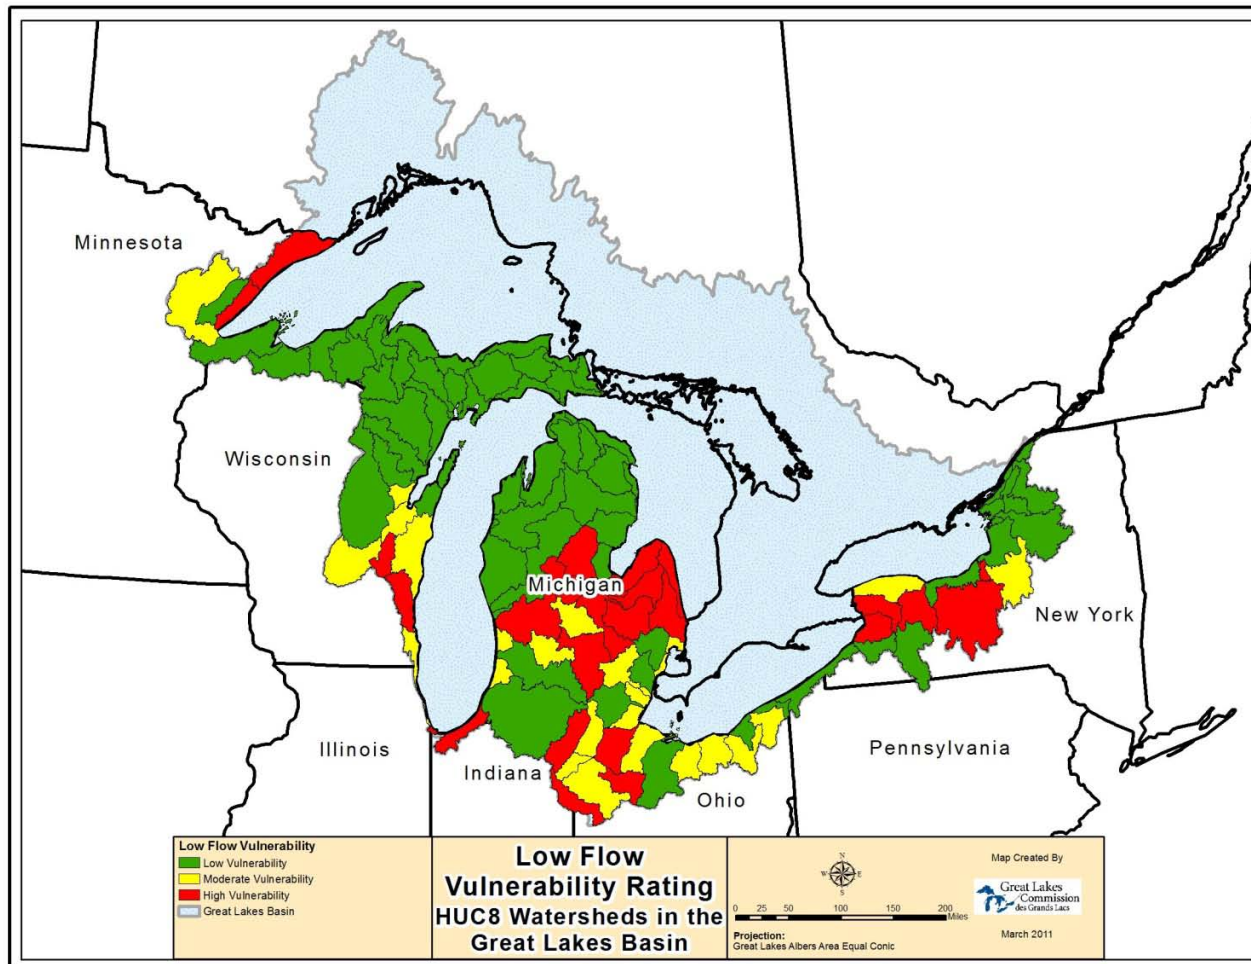 Minnesota
Wisconsin
Michigan
New York
Illinois
Indiana
Ohio
Pennsylvania
Low Flow Vulnerability
Low Vulnerability
Moderate Vulnerability
High Vulnerability
Great Lakes Basin
Low Flow
Vulnerability Rating
HUC8 Watersheds in the
Great Lakes Basin
N
W
E
S
0 25 50 100 150 200
Miles
Projection:
Great Lakes Albers Area Equal Conic
Map Created By
Great Lakes
Commission
des Grands Lacs
March 2011